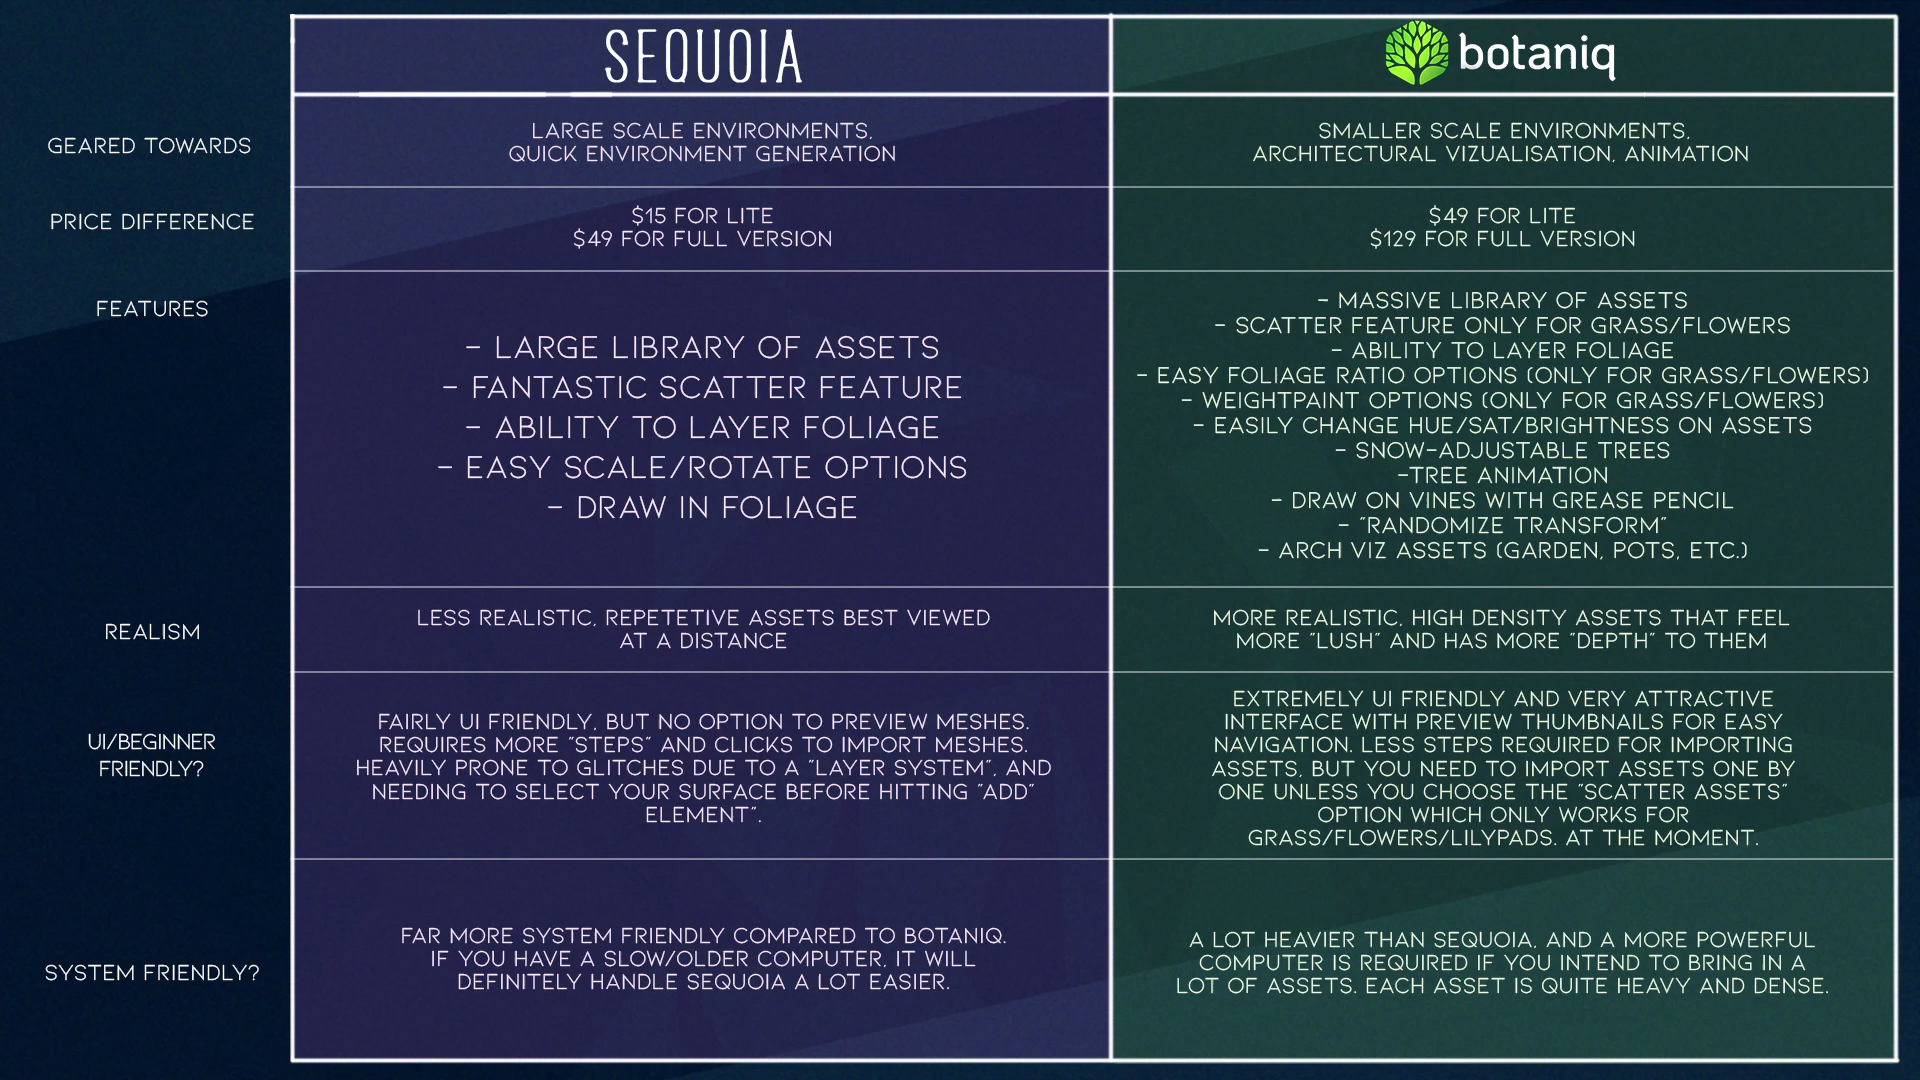 SEQUOIA
botaniq
GEARED TOWARDS
LARGE SCALE ENVIRONMENTS,
QUICK ENVIRONMENT GENERATION
SMALLER SCALE ENVIRONMENTS,
ARCHITECTURAL VIZUALISATION, ANIMATION
PRICE DIFFERENCE
$15 FOR LITE
$49 FOR FULL VERSION
$49 FOR LITE
$129 FOR FULL VERSION
FEATURES
- LARGE LIBRARY OF ASSETS
- FANTASTIC SCATTER FEATURE
- ABILITY TO LAYER FOLIAGE
- EASY SCALE/ROTATE OPTIONS
- DRAW IN FOLIAGE
- MASSIVE LIBRARY OF ASSETS
- SCATTER FEATURE ONLY FOR GRASS/FLOWERS
- ABILITY TO LAYER FOLIAGE
- EASY FOLIAGE RATIO OPTIONS (ONLY FOR GRASS/FLOWERS)
- WEIGHTPAINT OPTIONS (ONLY FOR GRASS/FLOWERS)
- EASILY CHANGE HUE/SAT/BRIGHTNESS ON ASSETS
- SNOW-ADJUSTABLE TREES
-TREE ANIMATION
- DRAW ON VINES WITH GREASE PENCIL
- "RANDOMIZE TRANSFORM"
- ARCH VIZ ASSETS (GARDEN, POTS, ETC.)
REALISM
LESS REALISTIC, REPETETIVE ASSETS BEST VIEWED
AT A DISTANCE
MORE REALISTIC, HIGH DENSITY ASSETS THAT FEEL
MORE "LUSH" AND HAS MORE "DEPTH" TO THEM
UI/BEGINNER
FRIENDLY?
FAIRLY UI FRIENDLY, BUT NO OPTION TO PREVIEW MESHES.
REQUIRES MORE "STEPS" AND CLICKS TO IMPORT MESHES.
HEAVILY PRONE TO GLITCHES DUE TO A "LAYER SYSTEM", AND
NEEDING TO SELECT YOUR SURFACE BEFORE HITTING "ADD"
ELEMENT".
EXTREMELY UI FRIENDLY AND VERY ATTRACTIVE
INTERFACE WITH PREVIEW THUMBNAILS FOR EASY
NAVIGATION. LESS STEPS REQUIRED FOR IMPORTING
ASSETS, BUT YOU NEED TO IMPORT ASSETS ONE BY
ONE UNLESS YOU CHOOSE THE "SCATTER ASSETS"
OPTION WHICH ONLY WORKS FOR
GRASS/FLOWERS/LILYPADS. AT THE MOMENT.
SYSTEM FRIENDLY?
FAR MORE SYSTEM FRIENDLY COMPARED TO BOTANIQ.
IF YOU HAVE A SLOW/OLDER COMPUTER, IT WILL
DEFINITELY HANDLE SEQUOIA A LOT EASIER.
A LOT HEAVIER THAN SEQUOIA, AND A MORE POWERFUL
COMPUTER IS REQUIRED IF YOU INTEND TO BRING IN A
LOT OF ASSETS. EACH ASSET IS QUITE HEAVY AND DENSE.